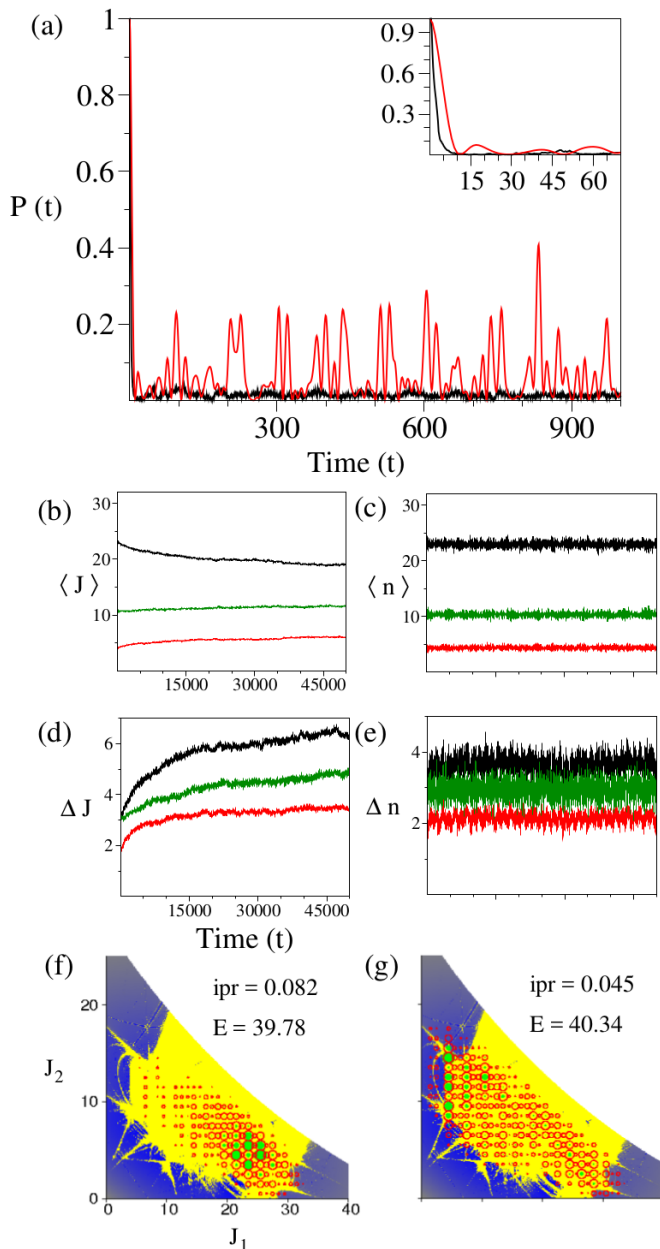 (a)
P (t)
1
0.8
0.6
0.4
0.2
300 600 900
Time (t)
0.9
0.6
0.3
15 30 45 60
(b)
⟨ J ⟩
30
20
10
15000 30000 45000
(c)
⟨ n ⟩
30
20
10
(d)
Δ J
6
4
2
15000 30000 45000
Time (t)
(e)
Δ n
4
2
(f)
ipr = 0.082
E = 39.78
J2
20
10
0
0 10 20 30 40
J1
(g)
ipr = 0.045
E = 40.34